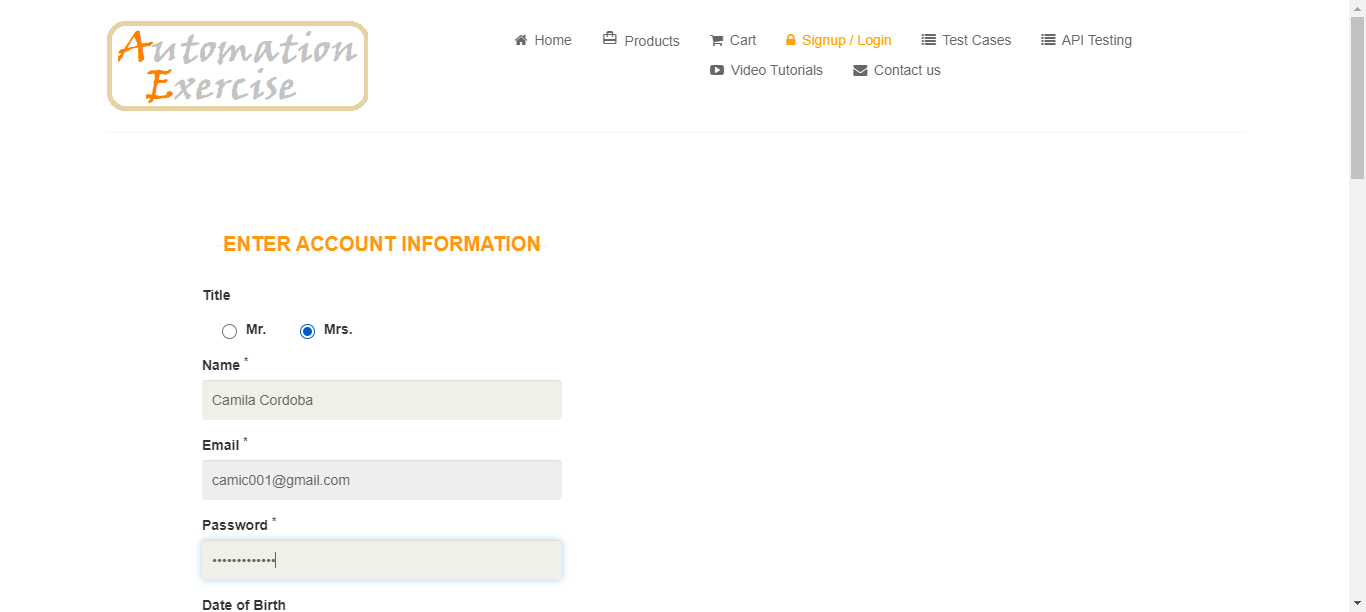 Automation
Exercise
Home Products Cart Signup / Login Test Cases API Testing
Video Tutorials Contact us
ENTER ACCOUNT INFORMATION
Title
Mr. Mrs.
Name *
Camila Cordoba
Email *
camic001@gmail.com
Password *
•••••••••••••
Date of Birth